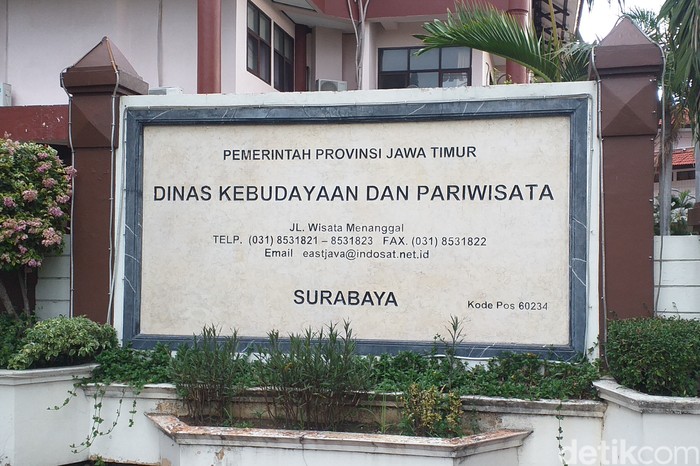 PEMERINTAH PROVINSI JAWA TIMUR
DINAS KEBUDAYAAN DAN PARIWISATA
JL. Wisata Menanggal
TELP. (031) 8531821 – 8531823 FAX. (031) 8531822
Email eastjava@indosat.net.id
SURABAYA
Kode Pos 60234
detikcom